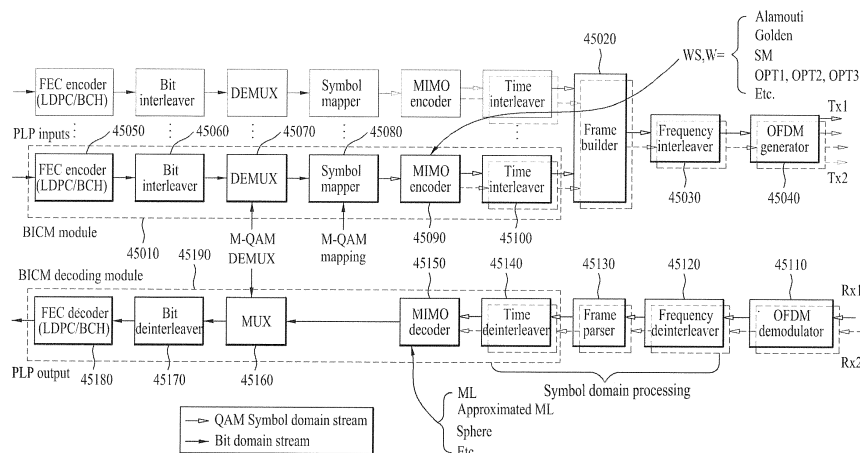 Alamouti
Golden
WS,W=
SM
OPT1, OPT2, OPT3
Etc.
45020
FEC encoder
(LDPC/BCH)
Bit
interleaver
DEMUX
Symbol
mapper
MIMO
encoder
Time
interleaver
Tx1
PLP inputs
45050
45060
45070
45080
Frame
builder
Frequency
interleaver
OFDM
generator
FEC encoder
(LDPC/BCH)
Bit
interleaver
DEMUX
Symbol
mapper
MIMO
encoder
Time
interleaver
Tx2
45030
45040
BICM module
45010
M-QAM
DEMUX
M-QAM
mapping
45090
45100
BICM decoding module
45190
45150
45140
45130
45120
45110
Rx1
FEC decoder
(LDPC/BCH)
Bit
deinterleaver
MUX
MIMO
decoder
Time
deinterleaver
Frame
parser
Frequency
deinterleaver
OFDM
demodulator
Rx2
PLP output
45180
45170
45160
Symbol domain processing
ML
Approximated ML
Sphere
Etc.
QAM Symbol domain stream
Bit domain stream